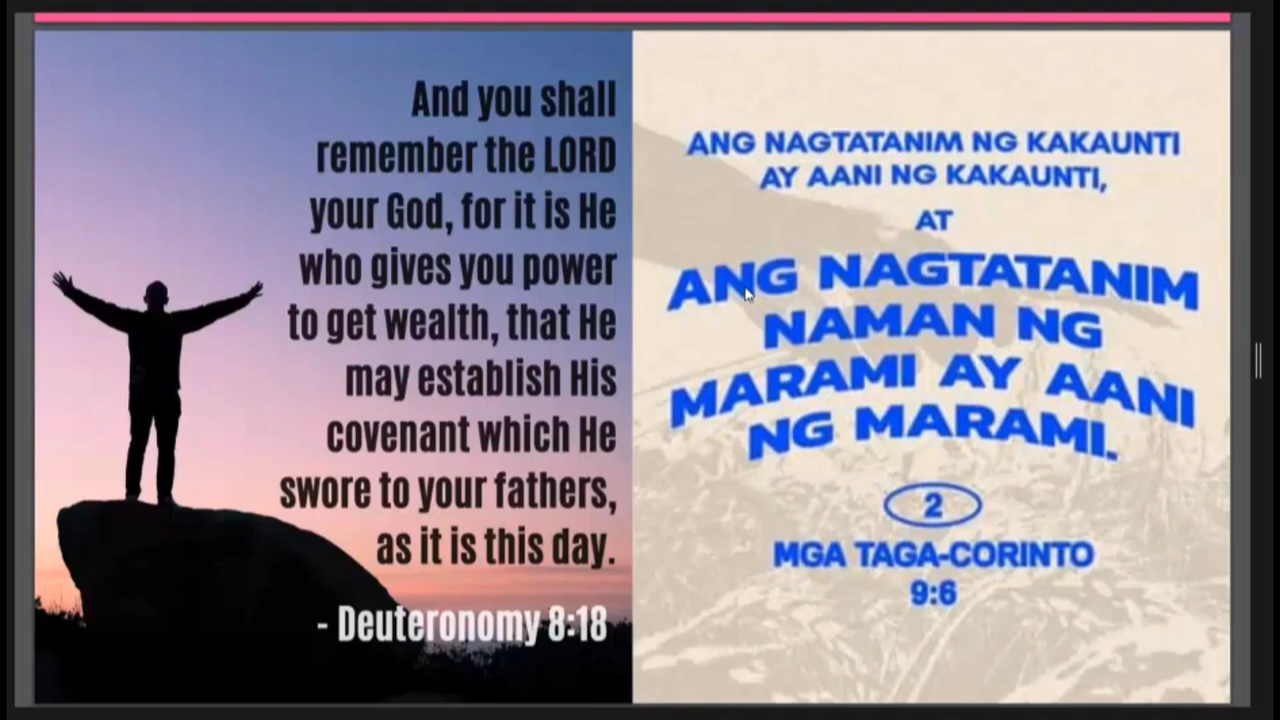 And you shall
remember the LORD
your God, for it is He
who gives you power
to get wealth, that He
may establish His
covenant which He
swore to your fathers,
as it is this day.
- Deuteronomy 8:18
ANG NAGTATANIM NG KAKAUNTI
AY AANI NG KAKAUNTI,
AT
ANG NAGTATANIM
NAMAN NG
MARAMI AY AANI
NG MARAMI.
2
MGA TAGA-CORINTO
9:6